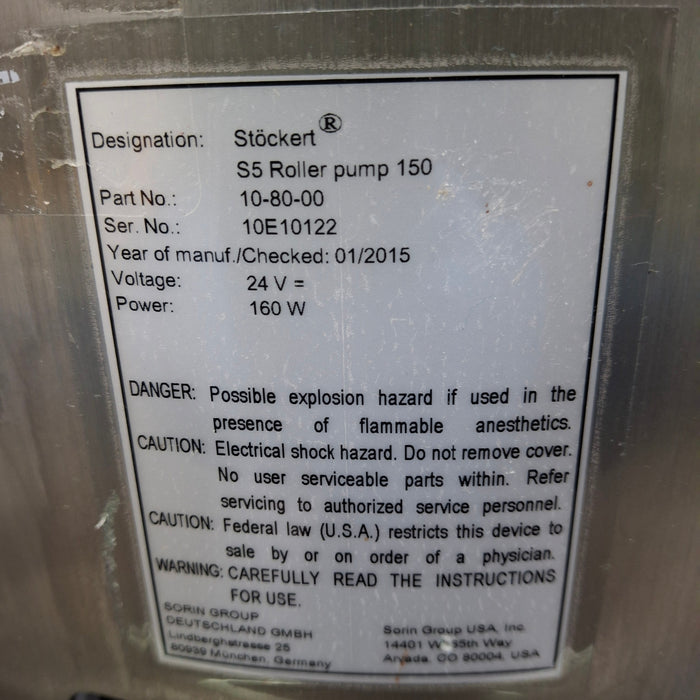 Designation: Stöckert®
S5 Roller pump 150
Part No.: 10-80-00
Ser. No.: 10E10122
Year of manuf./Checked: 01/2015
Voltage: 24 V =
Power: 160 W
DANGER: Possible explosion hazard if used in the
presence of flammable anesthetics.
CAUTION: Electrical shock hazard. Do not remove cover.
No user serviceable parts within. Refer
servicing to authorized service personnel.
CAUTION: Federal law (U.S.A.) restricts this device to
sale by or on order of a physician.
WARNING: CAREFULLY READ THE INSTRUCTIONS
FOR USE.
SORIN GROUP
DEUTSCHLAND GMBH
Lindberghstrasse 25
80939 München, Germany
Sorin Group USA, Inc.
14401 W 65th Way
Arvada, CO 80004, USA